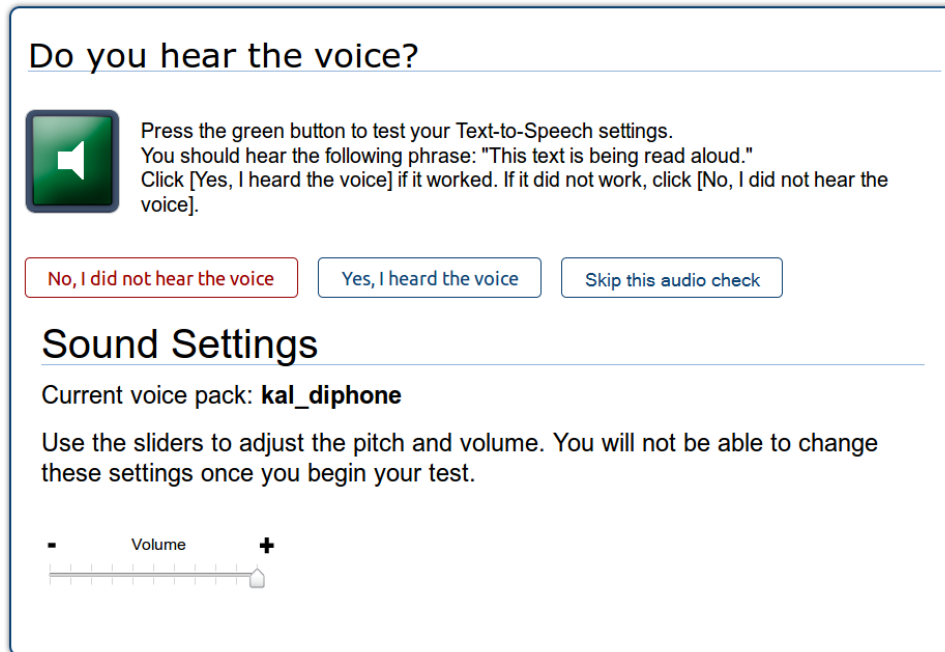 Do you hear the voice?
Press the green button to test your Text-to-Speech settings.
You should hear the following phrase: "This text is being read aloud."
Click [Yes, I heard the voice] if it worked. If it did not work, click [No, I did not hear the
voice].
No, I did not hear the voice
Yes, I heard the voice
Skip this audio check
Sound Settings
Current voice pack: kal_diphone
Use the sliders to adjust the pitch and volume. You will not be able to change
these settings once you begin your test.
- Volume +